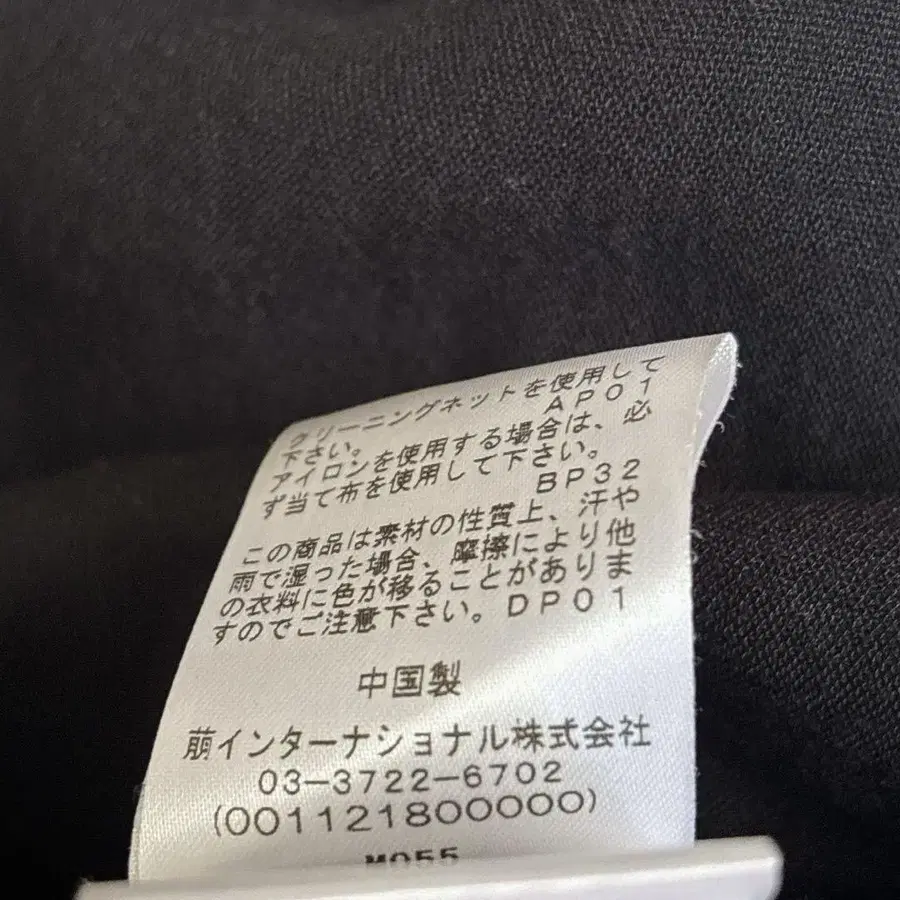 クリーニングネットを使用して
下さい。 AP01
アイロンを使用する場合は、必
ず当て布を使用して下さい。
BP32
この商品は素材の性質上、汗や
雨で湿った場合、摩擦により他
の衣料に色が移ることがありま
すのでご注意下さい。DP01
中国製
萠インターナショナル株式会社
03-3722-6702
(001121800000)
M055